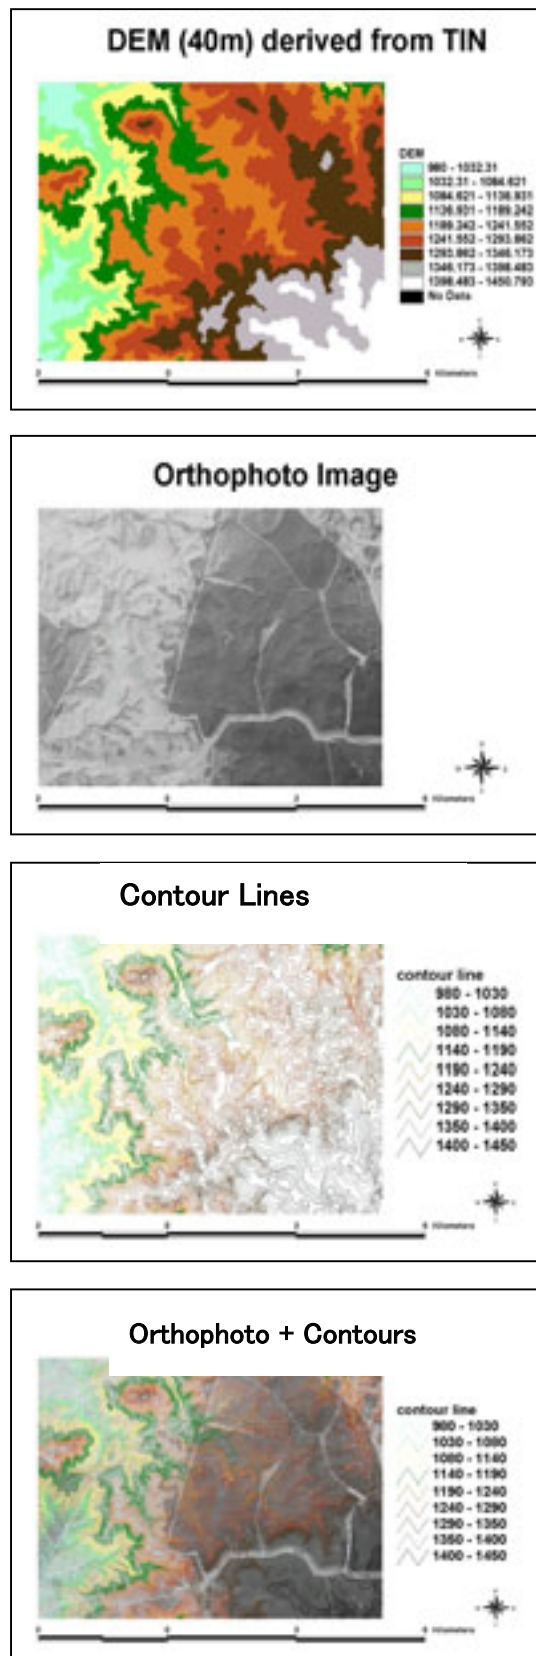 DEM (40m) derived from TIN
DEM
980 - 1032.31
1032.31 - 1084.621
1084.621 - 1136.931
1136.931 - 1189.242
1189.242 - 1241.552
1241.552 - 1293.862
1293.862 - 1346.173
1346.173 - 1398.483
1398.483 - 1450.793
No Data
Kilometers
Orthophoto Image
Kilometers
Contour Lines
contour line
980 - 1030
1030 - 1080
1080 - 1140
1140 - 1190
1190 - 1240
1240 - 1290
1290 - 1350
1350 - 1400
1400 - 1450
Kilometers
Orthophoto + Contours
contour line
980 - 1030
1030 - 1080
1080 - 1140
1140 - 1190
1190 - 1240
1240 - 1290
1290 - 1350
1350 - 1400
1400 - 1450
Kilometers